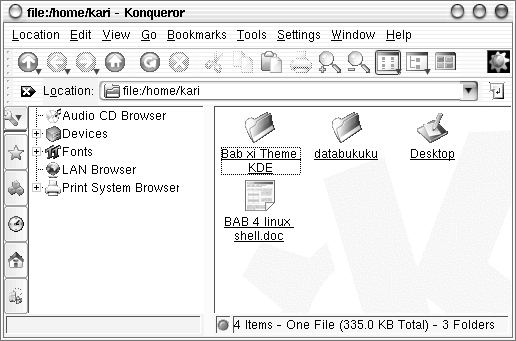 file:/home/kari - Konqueror
Location Edit View Go Bookmarks Tools Settings Window Help
Location: file:/home/kari
Audio CD Browser
Devices
Fonts
LAN Browser
Print System Browser
Bab xi Theme
KDE
databukuku
Desktop
BAB 4 linux
shell.doc
4 Items - One File (335.0 KB Total) - 3 Folders